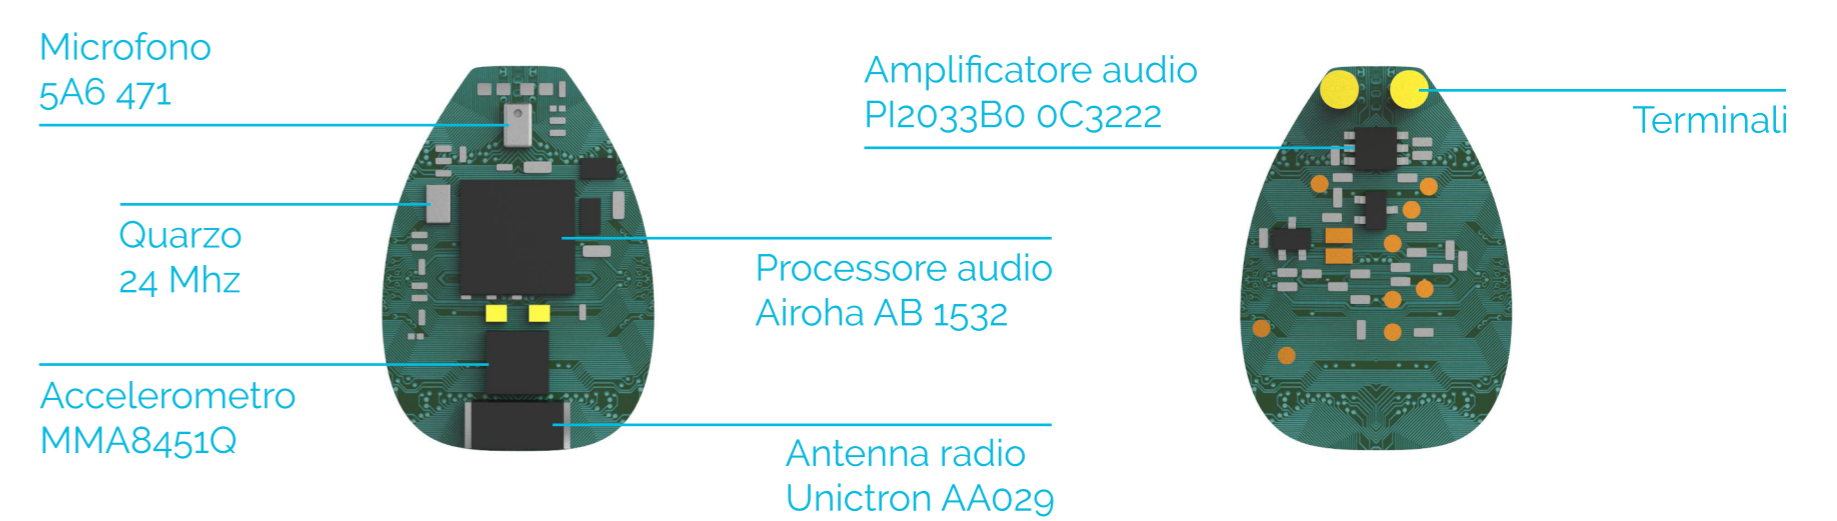 Microfono
5A6 471
Quarzo
24 Mhz
Accelerometro
MMA8451Q
Processore audio
Airoha AB 1532
Antenna radio
Unictron AA029
Amplificatore audio
PI2033B0 0C3222
Terminali